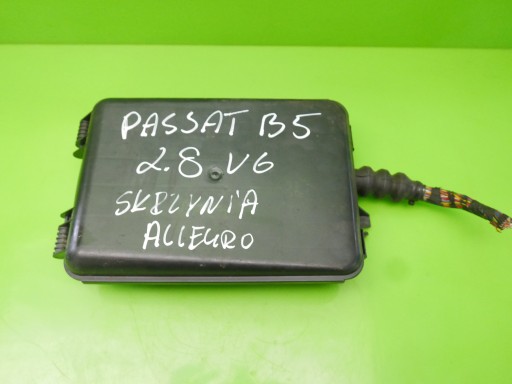 PASSAT B5
2.8 V6
SKRZYNIA
ALLEGRO